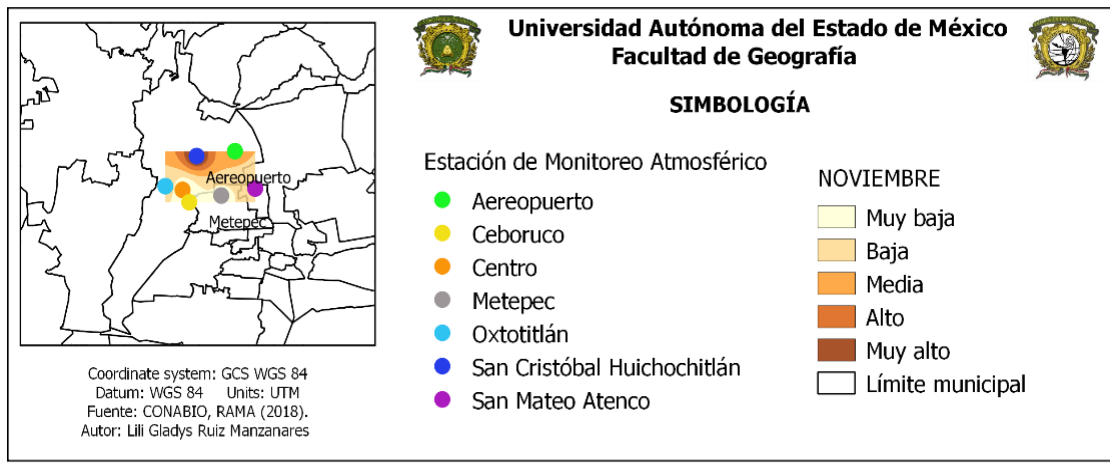 Aereopuerto
Metepec
Coordinate system: GCS WGS 84
Datum: WGS 84 Units: UTM
Fuente: CONABIO, RAMA (2018).
Autor: Lili Gladys Ruiz Manzanares
Universidad Autónoma del Estado de México
Facultad de Geografía
SIMBOLOGÍA
Estación de Monitoreo Atmosférico
Aereopuerto
Ceboruco
Centro
Metepec
Oxtotitlán
San Cristóbal Huichochitlán
San Mateo Atenco
NOVIEMBRE
Muy baja
Baja
Media
Alto
Muy alto
Límite municipal